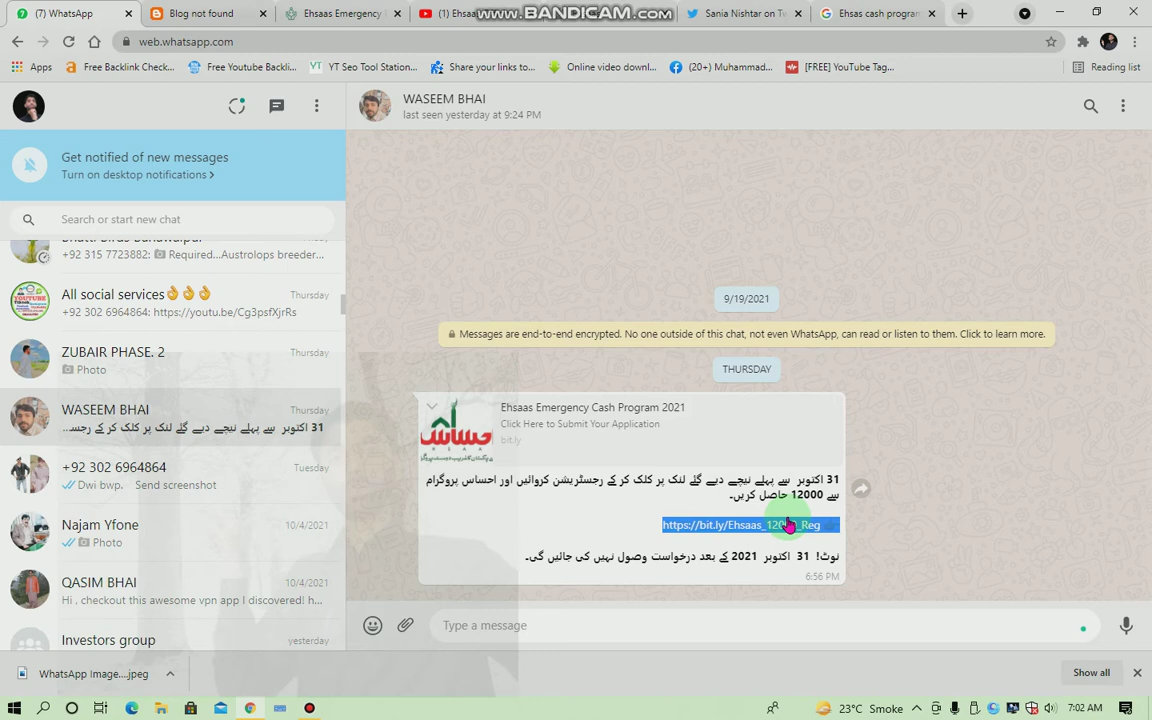 (7) WhatsApp
Blog not found
Ehsaas Emergency
(1) Ehsaa
www.BANDICAM.com
Sania Nishtar on Tw
Ehsas cash program
web.whatsapp.com
Apps
Free Backlink Check...
Free Youtube Backli...
YT SEO Tool Station...
Share your links to...
Online video downl...
(20+) Muhammad...
[FREE] YouTube Tag...
Reading list
WASEEM BHAI
last seen yesterday at 9:24 PM
Get notified of new messages
Turn on desktop notifications >
Search or start new chat
+92 315 7723882: Required...Austrolops breeder...
All social services👌👌👌
Thursday
+92 302 6964864: https://youtu.be/Cg3psfXjrRs
ZUBAIR PHASE. 2
Thursday
Photo
WASEEM BHAI
Thursday
31 اکتوبر سے پہلے نیچے دیے گئے لنک پر کلک کر کے رجسـ...
+92 302 6964864
Tuesday
Dwi bwp. Send screenshot
Najam Yfone
10/4/2021
Photo
QASIM BHAI
10/4/2021
Hi , checkout this awesome vpn app I discovered! h...
Investors group
yesterday
9/19/2021
Messages are end-to-end encrypted. No one outside of this chat, not even WhatsApp, can read or listen to them. Click to learn more.
THURSDAY
احساس
Ehsaas Emergency Cash Program 2021
Click Here to Submit Your Application
bit.ly
31 اکتوبر سے پہلے نیچے دیے گئے لنک پر کلک کر کے رجسٹریشن کروائیں اور احساس پروگرام
سے 12000 حاصل کریں۔
https://bit.ly/Ehsaas_12000_Reg
نوٹ! 31 اکتوبر 2021 کے بعد درخواست وصول نہیں کی جائیں گی۔
6:56 PM
Type a message
WhatsApp Image....jpeg
Show all
23°C Smoke
7:02 AM